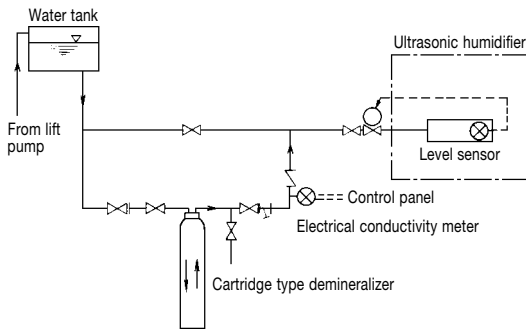 Water tank
Ultrasonic humidifier
From lift
pump
Level sensor
Control panel
Electrical conductivity meter
Cartridge type demineralizer